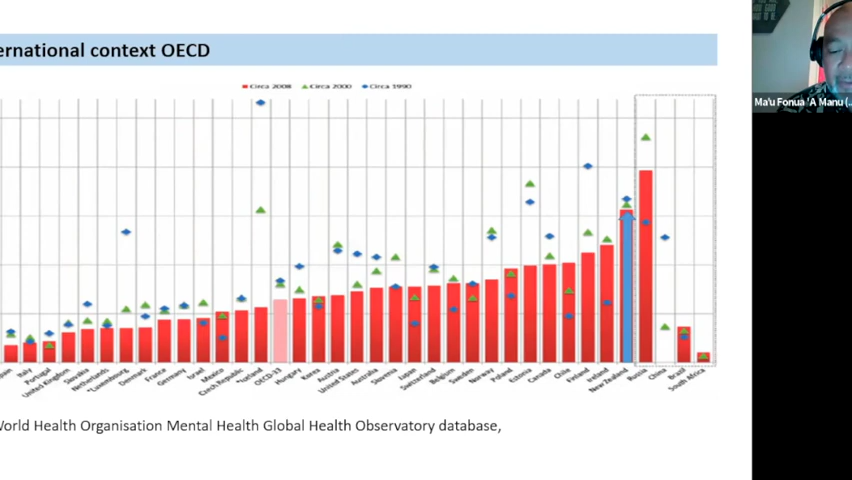 ernational context OECD
Circa 2008 Circa 2000 Circa 1990
pain
Italy
Portugal
United Kingdom
Slovakia
Netherlands
*Luxembourg
Denmark
France
Germany
Israel
Mexico
Czech Republic
OECD-33
Hungary
Korea
Austria
United States
Australia
Slovenia
Japan
Switzerland
Belgium
Sweden
Norway
Poland
Estonia
Canada
Chile
Finland
Ireland
New Zealand
Russia
China
Brazil
South Africa
Vorld Health Organisation Mental Health Global Health Observatory database,
Ma'u Fonua 'A Manu (...